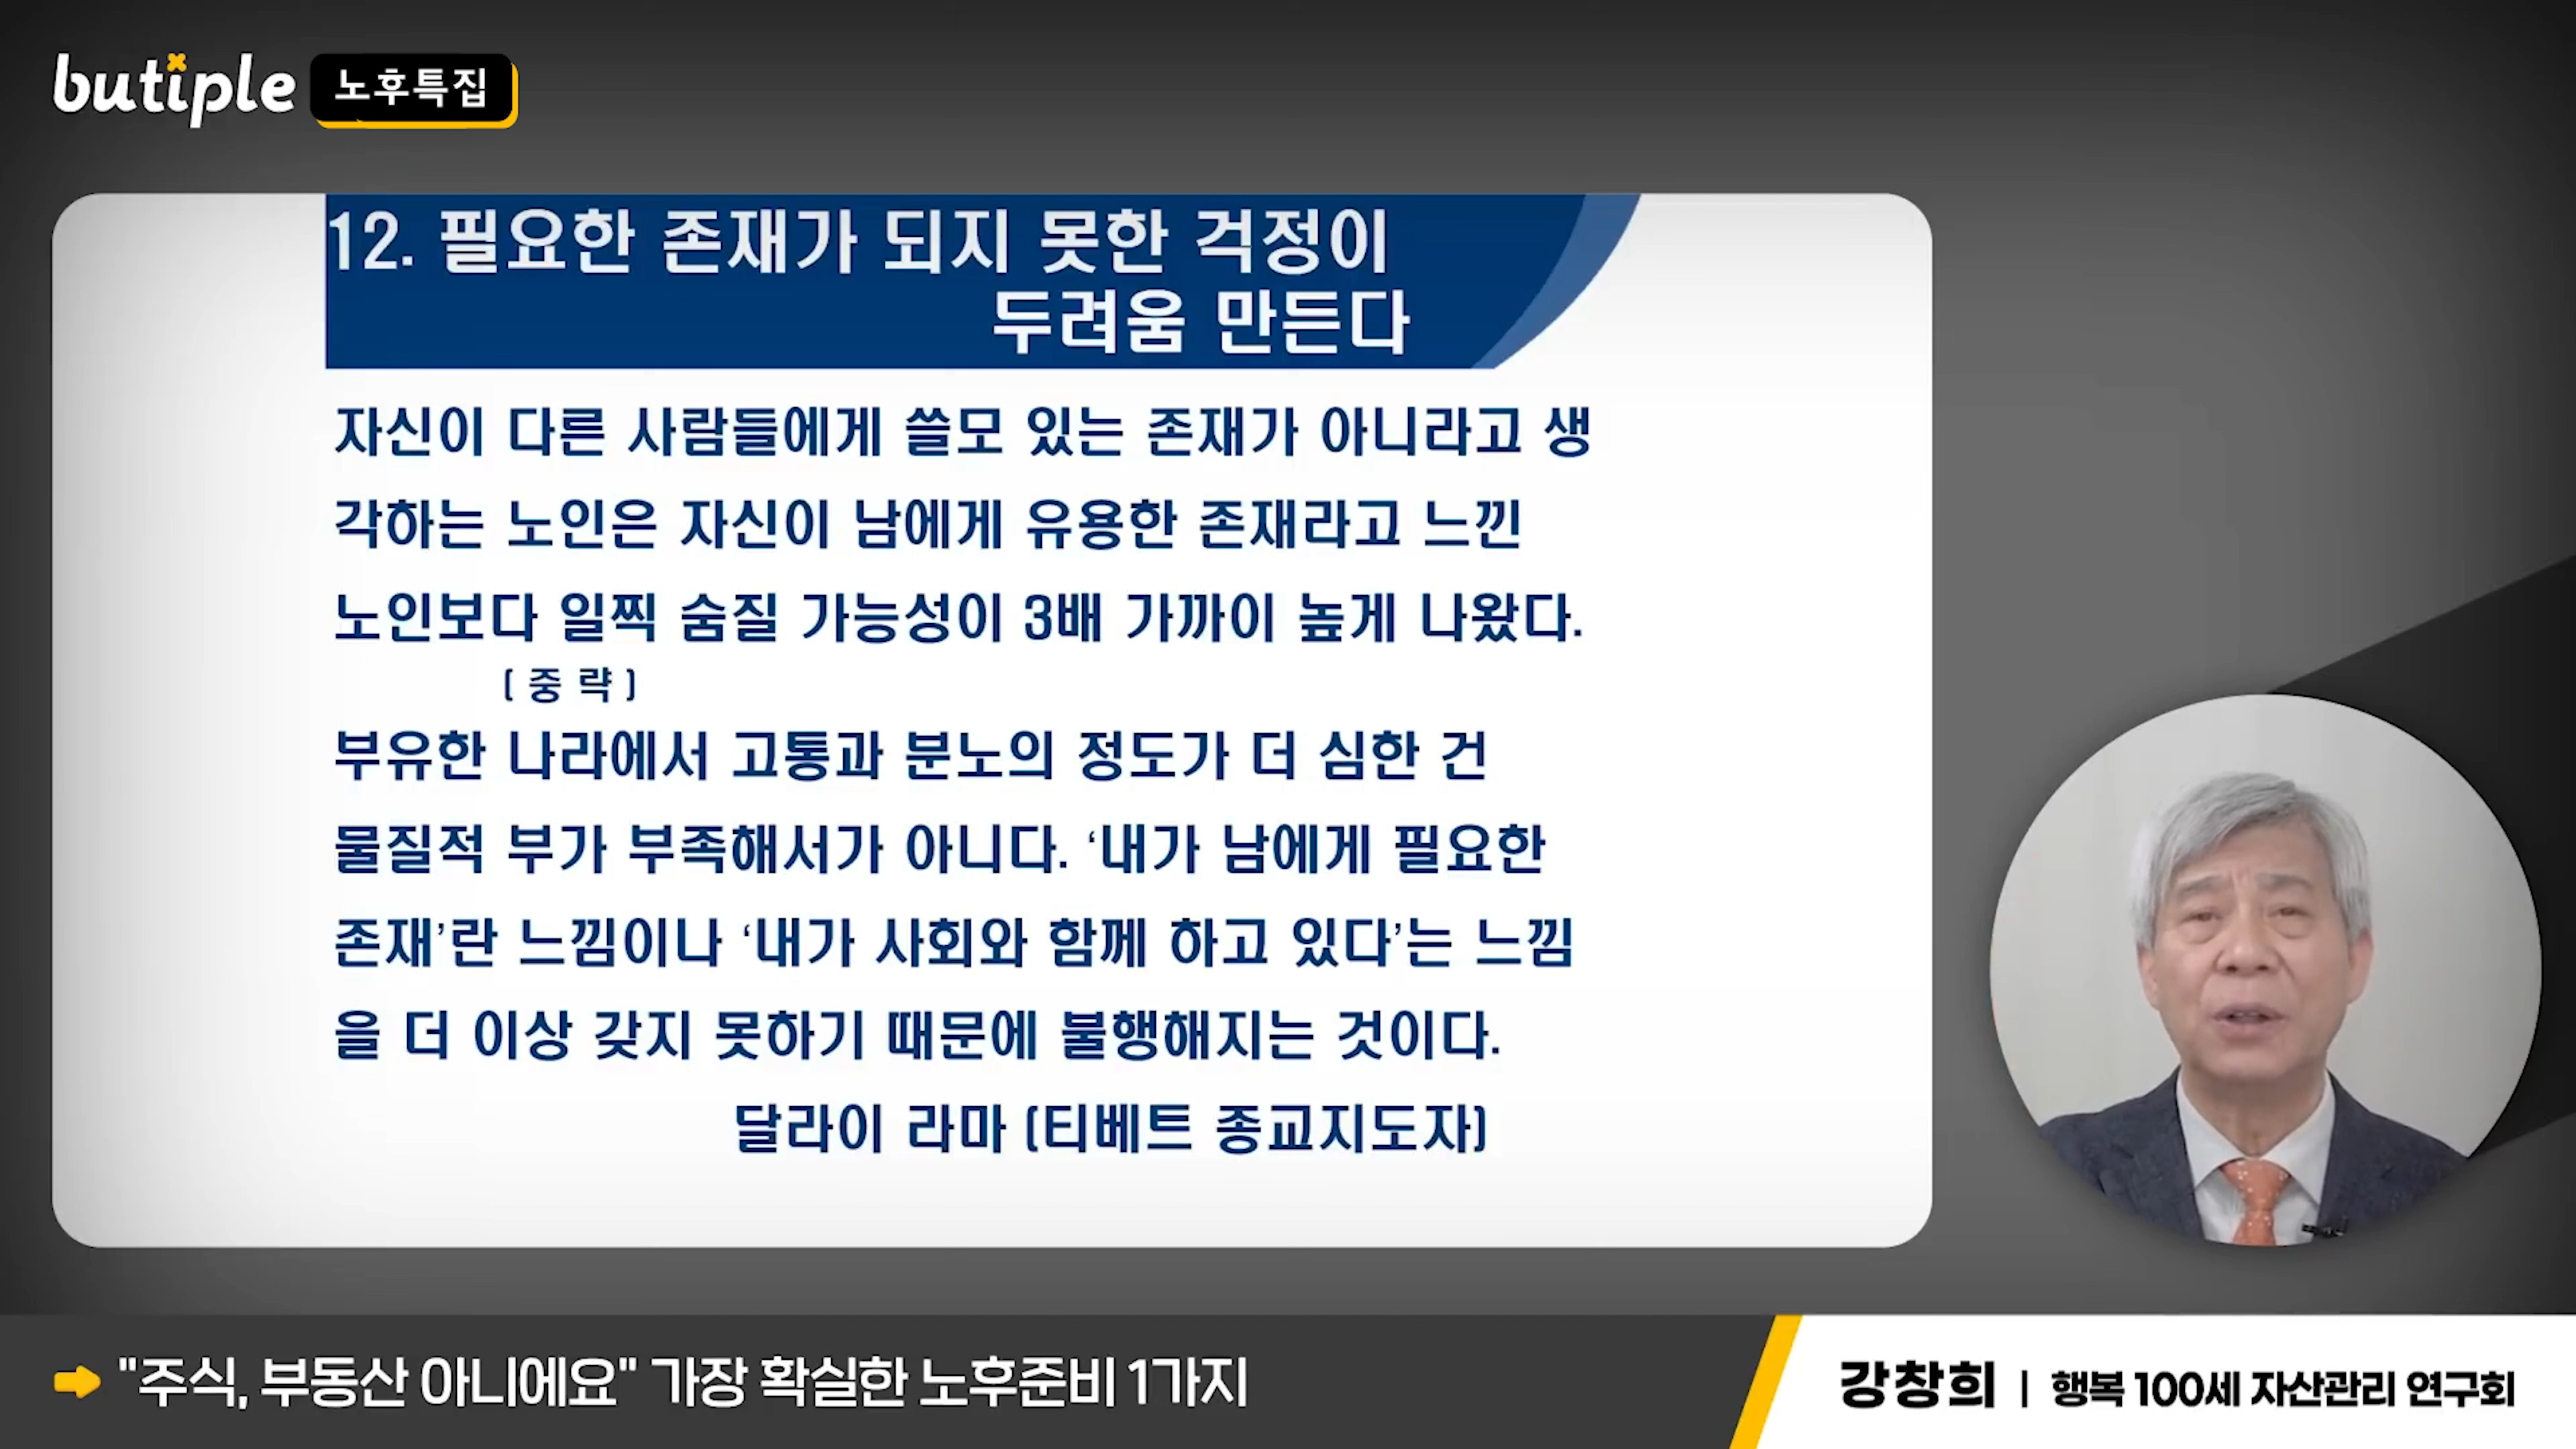 butiple 노후특집
12. 필요한 존재가 되지 못한 걱정이
두려움 만든다
자신이 다른 사람들에게 쓸모 있는 존재가 아니라고 생
각하는 노인은 자신이 남에게 유용한 존재라고 느낀
노인보다 일찍 숨질 가능성이 3배 가까이 높게 나왔다.
( 중 략 )
부유한 나라에서 고통과 분노의 정도가 더 심한 건
물질적 부가 부족해서가 아니다. ‘내가 남에게 필요한
존재’란 느낌이나 ‘내가 사회와 함께 하고 있다’는 느낌
을 더 이상 갖지 못하기 때문에 불행해지는 것이다.
달라이 라마 (티베트 종교지도자)
"주식, 부동산 아니에요" 가장 확실한 노후준비 1가지
강창희 | 행복 100세 자산관리 연구회